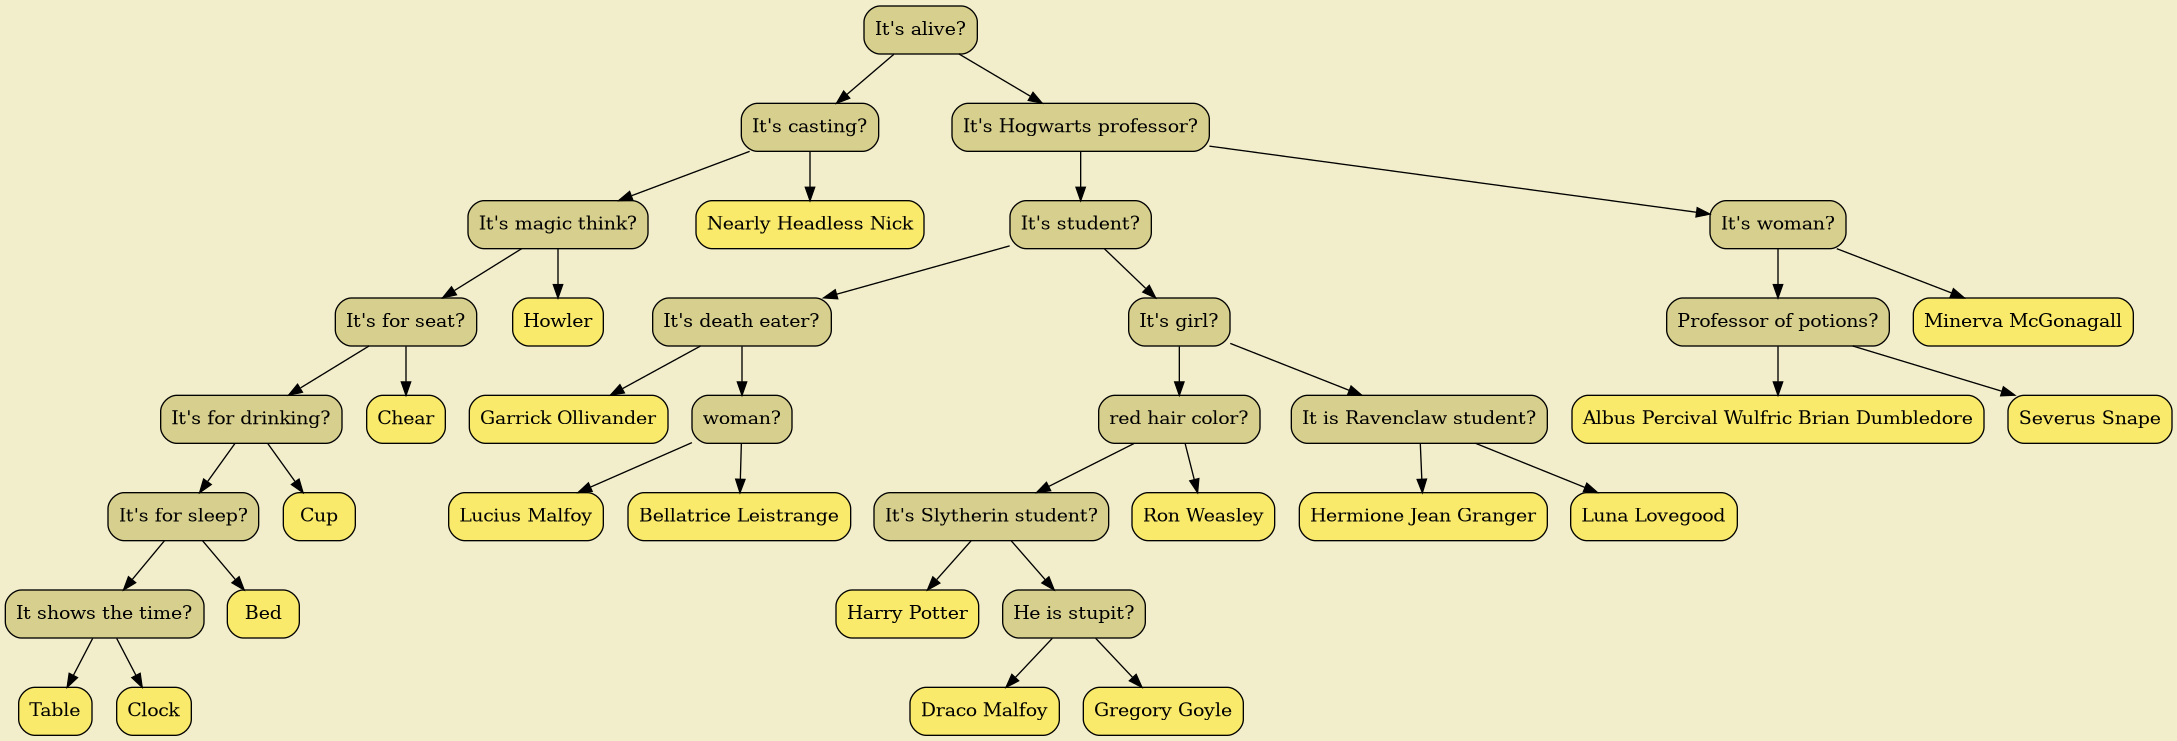 It's alive?
It's casting?
It's Hogwarts professor?
It's magic think?
Nearly Headless Nick
It's student?
It's woman?
It's for seat?
Howler
It's death eater?
It's girl?
Professor of potions?
Minerva McGonagall
It's for drinking?
Chear
Garrick Ollivander
woman?
red hair color?
It is Ravenclaw student?
Albus Percival Wulfric Brian Dumbledore
Severus Snape
It's for sleep?
Cup
Lucius Malfoy
Bellatrice Leistrange
It's Slytherin student?
Ron Weasley
Hermione Jean Granger
Luna Lovegood
It shows the time?
Bed
Harry Potter
He is stupit?
Table
Clock
Draco Malfoy
Gregory Goyle